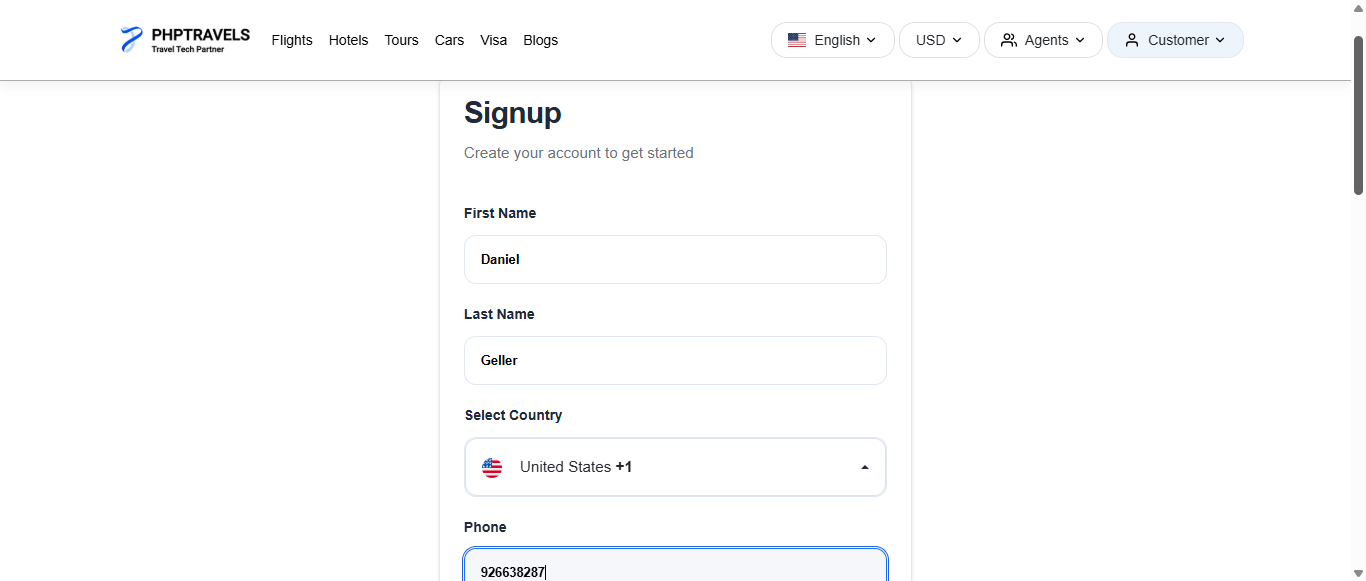 PHPTRAVELS
Travel Tech Partner
Flights Hotels Tours Cars Visa Blogs
English USD Agents Customer
Signup
Create your account to get started
First Name
Daniel
Last Name
Geller
Select Country
United States +1
Phone
926638287